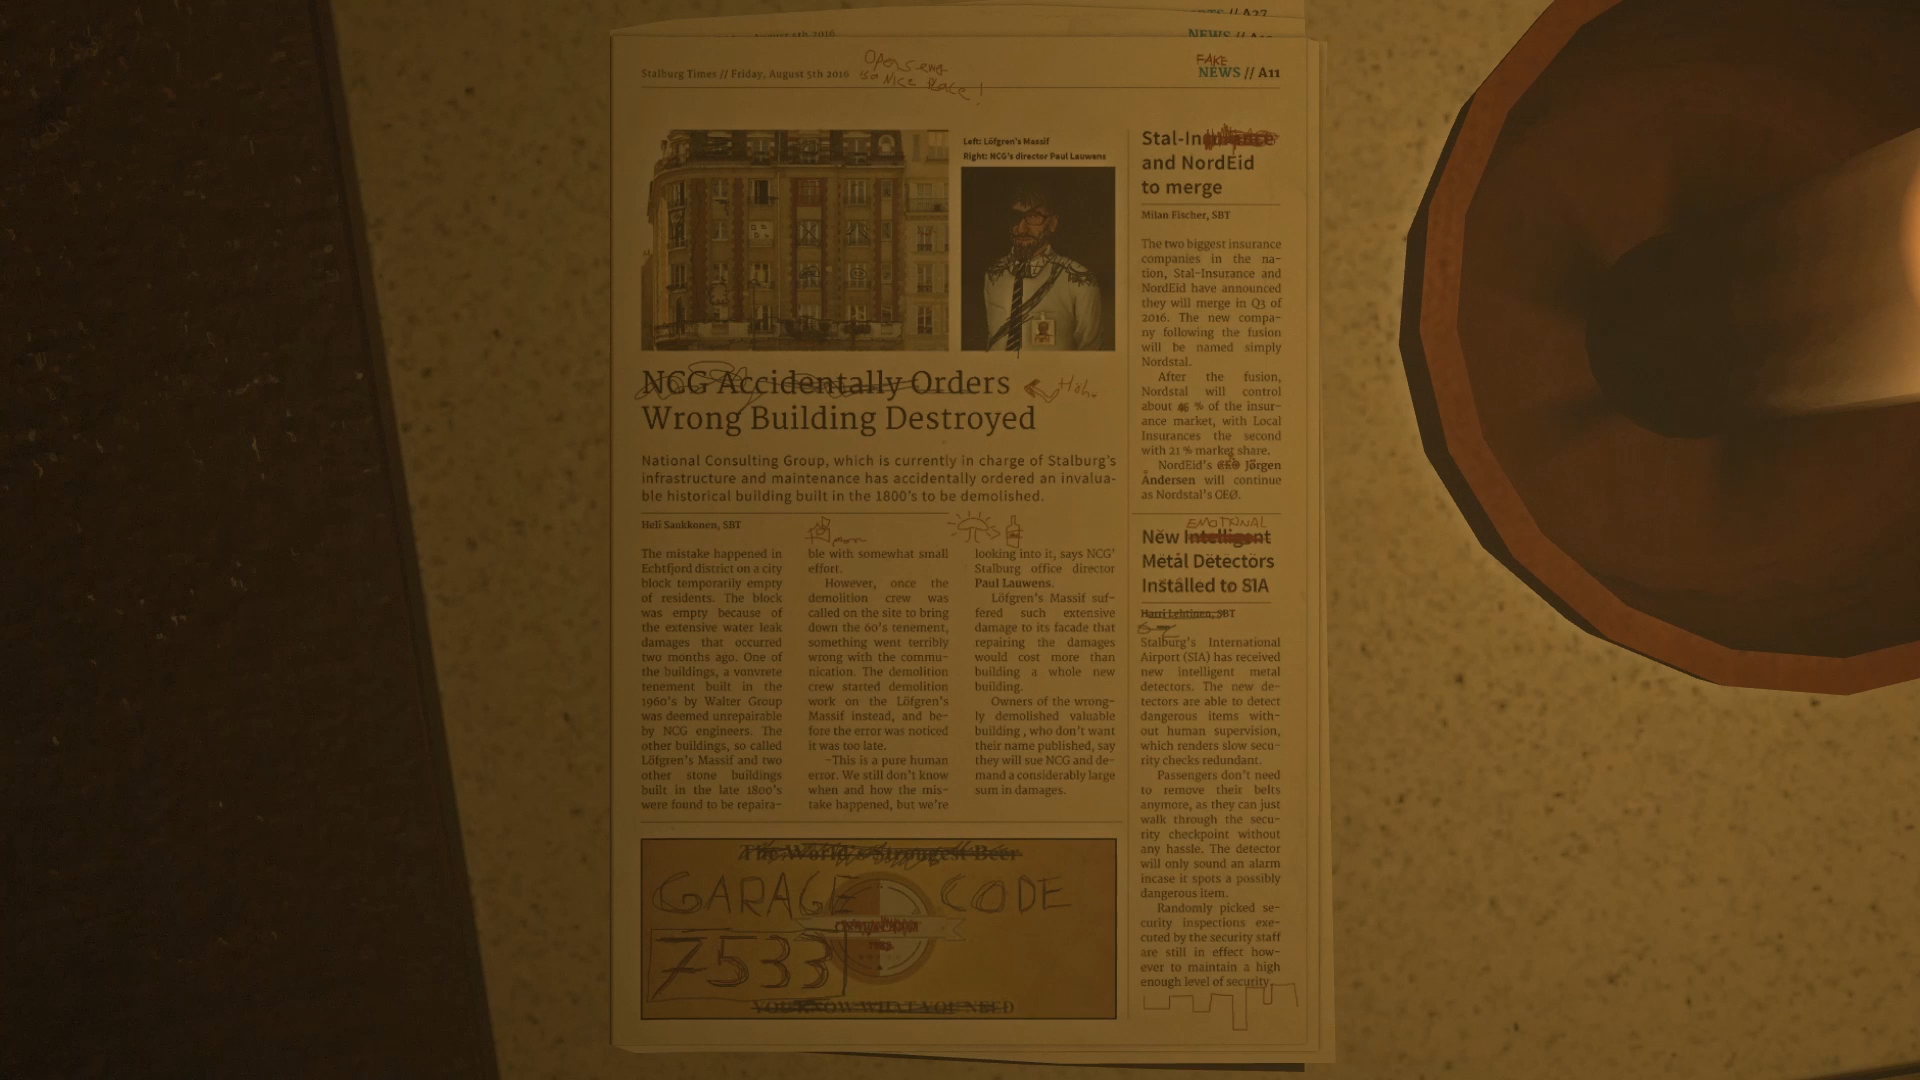 NEWS //
Stalburg Times // Friday, August 5th 2016
is a Nice Place!
FAKE
NEWS // A11
Left: Löfgren's Massif
Right: NCG's director Paul Lauwens
NCG Accidentally Orders
Wrong Building Destroyed
National Consulting Group, which is currently in charge of Stalburg's
infrastructure and maintenance has accidentally ordered an invalua-
ble historical building built in the 1800's to be demolished.
Heli Saukkonen, SBT
The mistake happened in
Echtfjord district on a city
block temporarily empty
of residents. The block
was empty because of
the extensive water leak
damages that occurred
two months ago. One of
the buildings, a vonvrete
tenement built in the
1960's by Walter Group
was deemed unrepairable
by NCG engineers. The
other buildings, so called
Löfgren's Massif and two
other stone buildings
built in the late 1800's
were found to be repaira-
ble with somewhat small
effort.
However, once the
demolition crew was
called on the site to bring
down the 60's tenement,
something went terribly
wrong with the commu-
nication. The demolition
crew started demolition
work on the Löfgren's
Massif instead, and be-
fore the error was noticed
it was too late.
-This is a pure human
error. We still don't know
when and how the mis-
take happened, but we're
looking into it, says NCG'
Stalburg office director
Paul Lauwens.
Löfgren's Massif suf-
fered such extensive
damage to its facade that
repairing the damages
would cost more than
building a whole new
building.
Owners of the wrong-
ly demolished valuable
building , who don't want
their name published, say
they will sue NCG and de-
mand a considerably large
sum in damages.
The World's Strongest Beer
GARAGE CODE
7533
YOU KNOW WHAT YOU NEED
Stal-Insurance
and NordEid
to merge
Milan Fischer, SBT
The two biggest insurance
companies in the na-
tion, Stal-Insurance and
NordEid have announced
they will merge in Q3 of
2016. The new compa-
ny following the fusion
will be named simply
Nordstal.
After the fusion,
Nordstal will control
about 46 % of the insur-
ance market, with Local
Insurances the second
with 21 % market share.
NordEid's CEO Jørgen
Åndersen will continue
as Nordstal's CEO.
EMOTIONAL
New Intelligent
Metal Detectors
Installed to SIA
Harri Lehtinen, SBT
Stalburg's International
Airport (SIA) has received
new intelligent metal
detectors. The new de-
tectors are able to detect
dangerous items with-
out human supervision,
which renders slow secu-
rity checks redundant.
Passengers don't need
to remove their belts
anymore, as they can just
walk through the secu-
rity checkpoint without
any hassle. The detector
will only sound an alarm
incase it spots a possibly
dangerous item.
Randomly picked se-
curity inspections exe-
cuted by the security staff
are still in effect how-
ever to maintain a high
enough level of security.